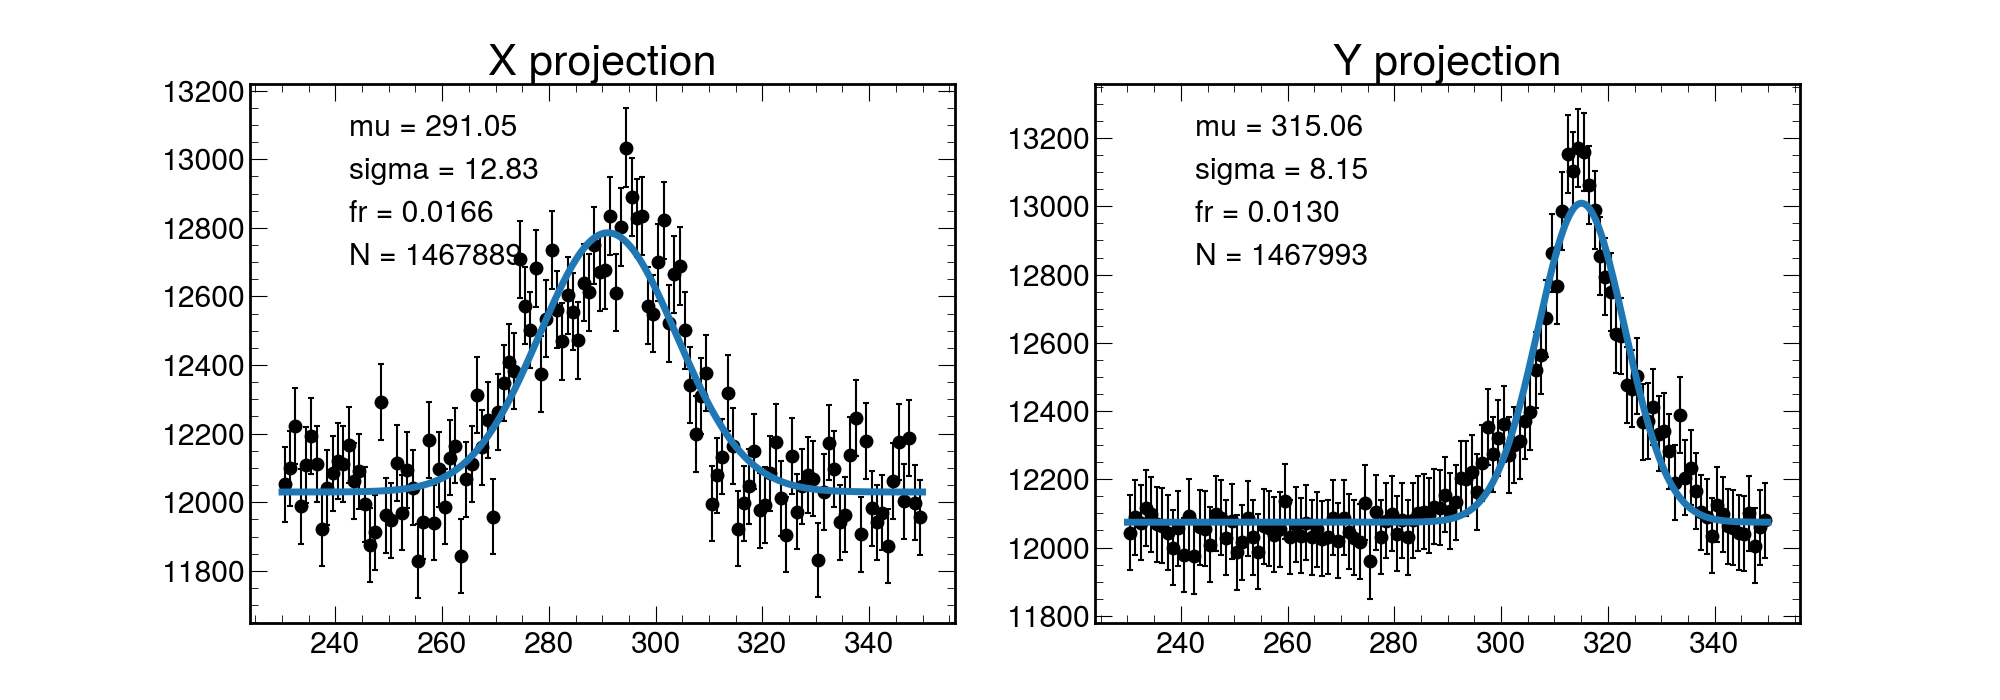 X projection
mu = 291.05
sigma = 12.83
fr = 0.0166
N = 1467889
13200
13000
12800
12600
12400
12200
12000
11800
240 260 280 300 320 340
Y projection
mu = 315.06
sigma = 8.15
fr = 0.0130
N = 1467993
13200
13000
12800
12600
12400
12200
12000
11800
240 260 280 300 320 340